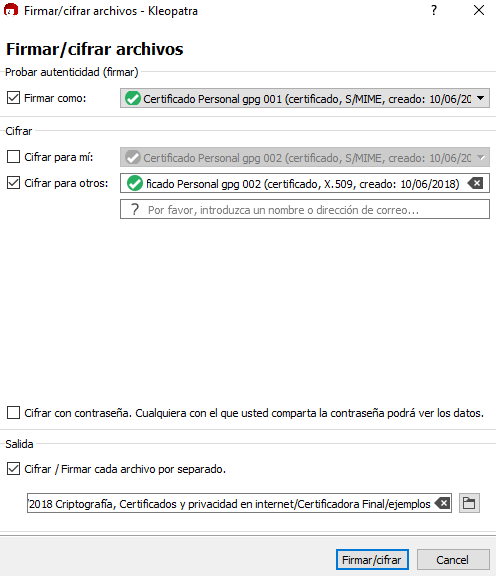 Firmar/cifrar archivos - Kleopatra
?
Firmar/cifrar archivos
Probar autenticidad (firmar)
Firmar como: Certificado Personal gpg 001 (certificado, S/MIME, creado: 10/06/20
Cifrar
Cifrar para mí: Certificado Personal gpg 002 (certificado, S/MIME, creado: 10/06/20
Cifrar para otros: ficado Personal gpg 002 (certificado, X.509, creado: 10/06/2018)
? Por favor, introduzca un nombre o dirección de correo...
Cifrar con contraseña. Cualquiera con el que usted comparta la contraseña podrá ver los datos.
Salida
Cifrar / Firmar cada archivo por separado.
/2018 Criptografía, Certificados y privacidad en internet/Certificadora Final/ejemplos
Firmar/cifrar Cancel